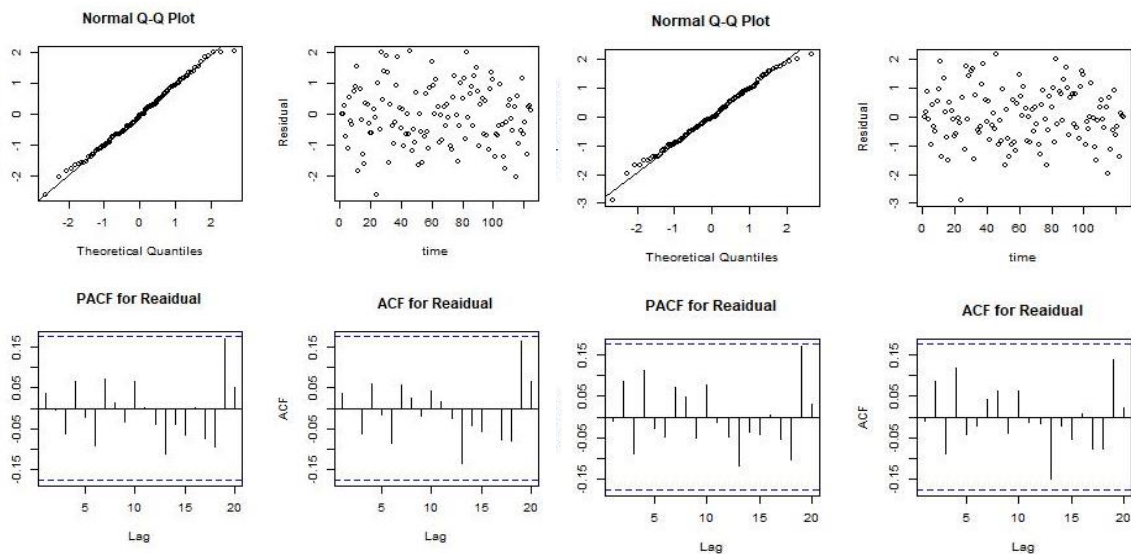 Normal Q-Q Plot
2
1
0
-1
-2
-2 -1 0 1 2
Theoretical Quantiles
Residual
2
1
0
-1
-2
0 20 40 60 80 100
time
Normal Q-Q Plot
2
1
0
-1
-2
-3
-2 -1 0 1 2
Theoretical Quantiles
Residual
2
1
0
-1
-2
-3
0 20 40 60 80 100
time
PACF for Reaidual
0.15
0.05
-0.05
-0.15
5 10 15 20
Lag
ACF for Reaidual
ACF
0.15
0.05
-0.05
-0.15
5 10 15 20
Lag
PACF for Reaidual
0.15
0.05
-0.05
-0.15
5 10 15 20
Lag
ACF for Reaidual
ACF
0.15
0.05
-0.05
-0.15
5 10 15 20
Lag